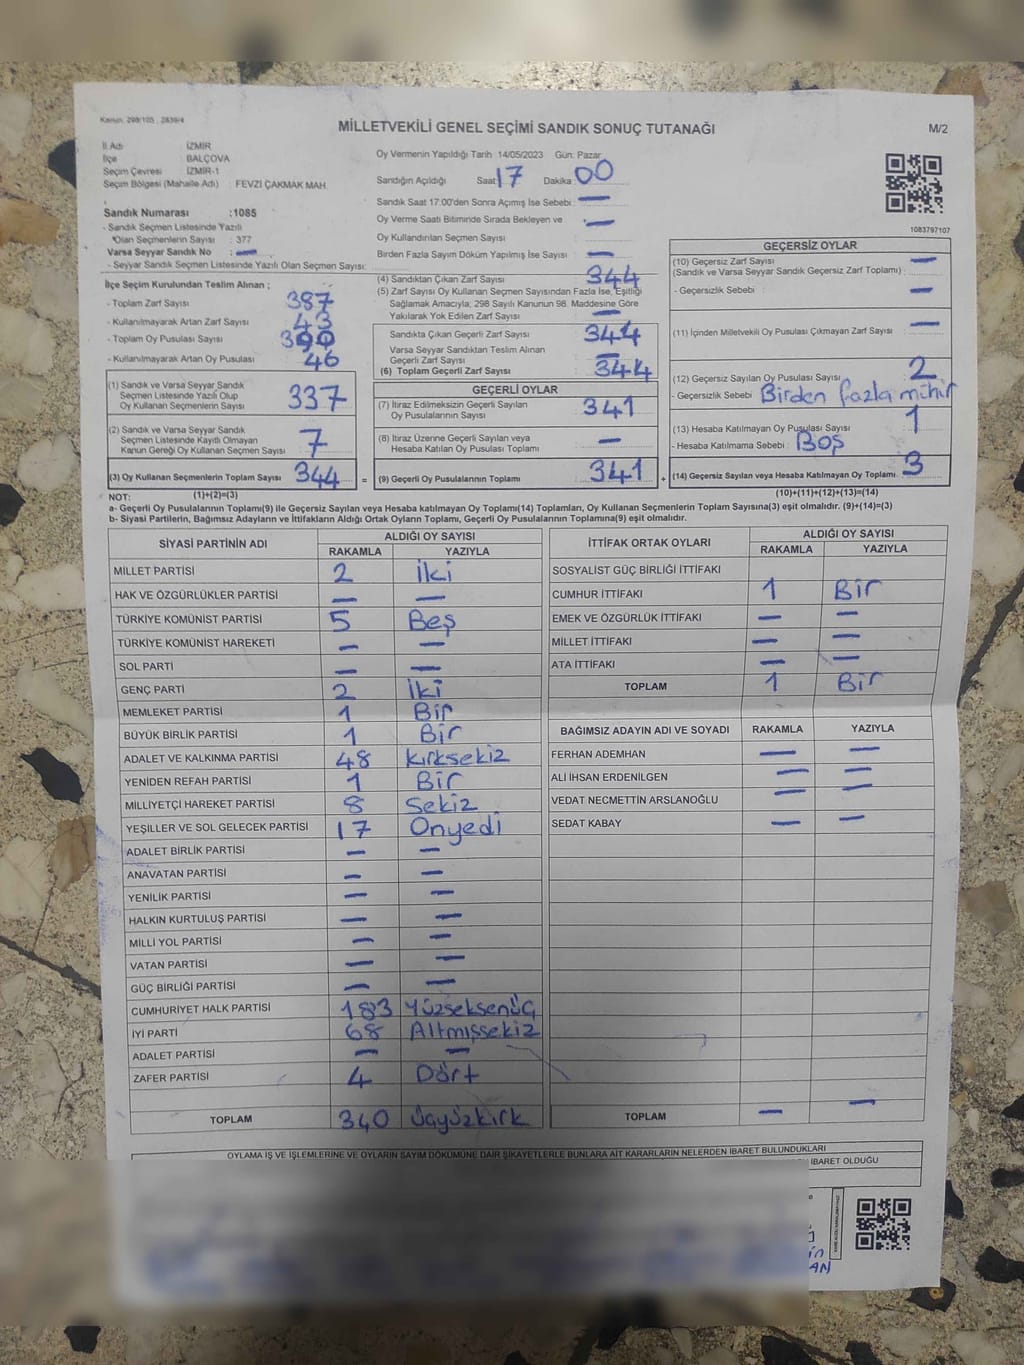 Kanun: 298/105 , 2839/4
MİLLETVEKİLİ GENEL SEÇİMİ SANDIK SONUÇ TUTANAĞI
M/2
İl Adı : İZMİR
İlçe : BALÇOVA
Seçim Çevresi : İZMİR-1
Seçim Bölgesi (Mahalle Adı) : FEVZİ ÇAKMAK MAH.
Sandık Numarası :1085
- Sandık Seçmen Listesinde Yazılı
Olan Seçmenlerin Sayısı : 377
Varsa Seyyar Sandık No : —
- Seyyar Sandık Seçmen Listesinde Yazılı Olan Seçmen Sayısı:
İlçe Seçim Kurulundan Teslim Alınan ;
- Toplam Zarf Sayısı : 387
- Kullanılmayarak Artan Zarf Sayısı : 43
- Toplam Oy Pusulası Sayısı
- Kullanılmayarak Artan Oy Pusulası : 46
(1) Sandık ve Varsa Seyyar Sandık
Seçmen Listesinde Yazılı Olup
Oy Kullanan Seçmenlerin Sayısı : 337
(2) Sandık ve Varsa Seyyar Sandık
Seçmen Listesinde Kayıtlı Olmayan
Kanun Gereği Oy Kullanan Seçmen Sayısı : 7
(3) Oy Kullanan Seçmenlerin Toplam Sayısı : 344
(1)+(2)=(3)
Oy Vermenin Yapıldığı Tarih 14/05/2023 Gün: Pazar
Sandığın Açıldığı Saat 17 Dakika 00
Sandık Saat 17:00'den Sonra Açımış İse Sebebi : —
Oy Verme Saati Bitiminde Sırada Bekleyen ve —
Oy Kullandırılan Seçmen Sayısı :
Birden Fazla Sayım Döküm Yapılmış İse Sayısı : —
(4) Sandıktan Çıkan Zarf Sayısı : 344
(5) Zarf Sayısı Oy Kullanan Seçmen Sayısından Fazla İse, Eşitliği
Sağlamak Amacıyla, 298 Sayılı Kanunun 98. Maddesine Göre
Yakılarak Yok Edilen Zarf Sayısı : —
Sandıkta Çıkan Geçerli Zarf Sayısı : 344
Varsa Seyyar Sandıktan Teslim Alınan
Geçerli Zarf Sayısı : —
(6) Toplam Geçerli Zarf Sayısı : 344
GEÇERLİ OYLAR
(7) İtiraz Edilmeksizin Geçerli Sayılan
Oy Pusulalarının Sayısı : 341
(8) İtiraz Üzerine Geçerli Sayılan veya
Hesaba Katılan Oy Pusulası Toplamı : —
= (9) Geçerli Oy Pusulalarının Toplamı : 341
1083797107
GEÇERSİZ OYLAR
(10) Geçersiz Zarf Sayısı —
(Sandık ve Varsa Seyyar Sandık Geçersiz Zarf Toplamı) :
- Geçersizlik Sebebi : —
(11) İçinden Milletvekili Oy Pusulası Çıkmayan Zarf Sayısı : —
(12) Geçersiz Sayılan Oy Pusulası Sayısı : 2
- Geçersizlik Sebebi : Birden fazla mühür
(13) Hesaba Katılmayan Oy Pusulası Sayısı : 1
- Hesaba Katılmama Sebebi : Boş
+ (14) Geçersiz Sayılan veya Hesaba Katılmayan Oy Toplamı : 3
(10)+(11)+(12)+(13)=(14)
NOT:
a- Geçerli Oy Pusulalarının Toplamı(9) ile Geçersiz Sayılan veya Hesaba katılmayan Oy Toplamı(14) Toplamları, Oy Kullanan Seçmenlerin Toplam Sayısına(3) eşit olmalıdır. (9)+(14)=(3)
b- Siyasi Partilerin, Bağımsız Adayların ve İttifakların Aldığı Ortak Oyların Toplamı, Geçerli Oy Pusulalarının Toplamına(9) eşit olmalıdır.
SİYASİ PARTİNİN ADI ALDIĞI OY SAYISI
RAKAMLA YAZIYLA
MİLLET PARTİSİ 2 İki
HAK VE ÖZGÜRLÜKLER PARTİSİ — —
TÜRKİYE KOMÜNİST PARTİSİ 5 Beş
TÜRKİYE KOMÜNİST HAREKETİ — —
SOL PARTİ — —
GENÇ PARTİ 2 İki
MEMLEKET PARTİSİ 1 Bir
BÜYÜK BİRLİK PARTİSİ 1 Bir
ADALET VE KALKINMA PARTİSİ 48 Kırksekiz
YENİDEN REFAH PARTİSİ 1 Bir
MİLLİYETÇİ HAREKET PARTİSİ 8 Sekiz
YEŞİLLER VE SOL GELECEK PARTİSİ 17 Onyedi
ADALET BİRLİK PARTİSİ — —
ANAVATAN PARTİSİ — —
YENİLİK PARTİSİ — —
HALKIN KURTULUŞ PARTİSİ — —
MİLLİ YOL PARTİSİ — —
VATAN PARTİSİ — —
GÜÇ BİRLİĞİ PARTİSİ — —
CUMHURİYET HALK PARTİSİ 183 Yüzseksenüç
İYİ PARTİ 68 Altmışsekiz
ADALET PARTİSİ — —
ZAFER PARTİSİ 4 Dört
TOPLAM 340 üçyüzkırk
İTTİFAK ORTAK OYLARI ALDIĞI OY SAYISI
RAKAMLA YAZIYLA
SOSYALİST GÜÇ BİRLİĞİ İTTİFAKI
CUMHUR İTTİFAKI 1 Bir
EMEK VE ÖZGÜRLÜK İTTİFAKI — —
MİLLET İTTİFAKI — —
ATA İTTİFAKI — —
TOPLAM 1 Bir
BAĞIMSIZ ADAYIN ADI VE SOYADI RAKAMLA YAZIYLA
FERHAN ADEMHAN — —
ALİ İHSAN ERDENİLGEN — —
VEDAT NECMETTİN ARSLANOĞLU — —
SEDAT KABAY — —
TOPLAM — —
OYLAMA İŞ VE İŞLEMLERİNE VE OYLARIN SAYIM DÖKÜMÜNE DAİR ŞİKAYETLERLE BUNLARA AİT KARARLARIN NELERDEN İBARET BULUNDUKLARI
İBARET OLDUĞU